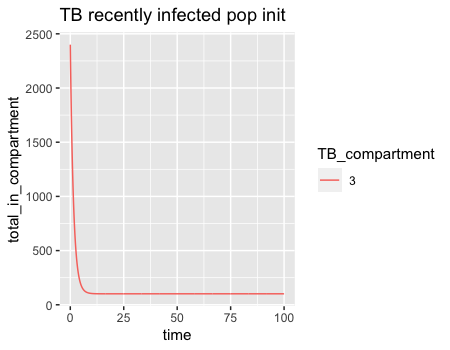 TB recently infected pop init
2500
2000
1500
1000
500
0
total_in_compartment
0 25 50 75 100
time
TB_compartment
3